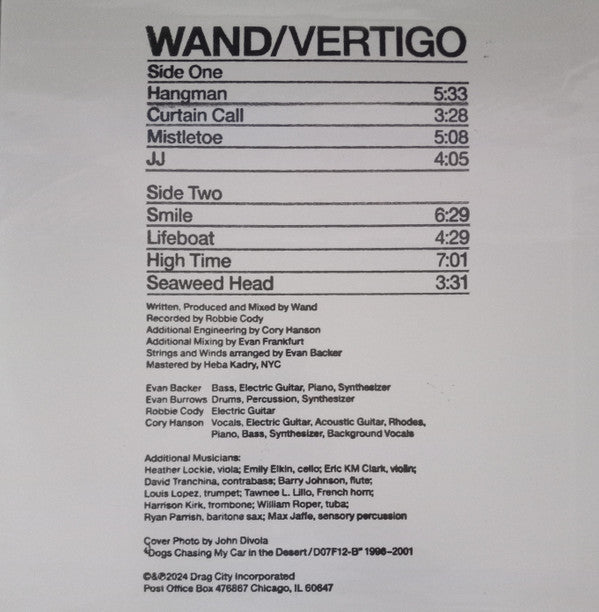 WAND/VERTIGO
Side One
Hangman 5:33
Curtain Call 3:28
Mistletoe 5:08
JJ 4:05
Side Two
Smile 6:29
Lifeboat 4:29
High Time 7:01
Seaweed Head 3:31
Written, Produced and Mixed by Wand
Recorded by Robbie Cody
Additional Engineering by Cory Hanson
Additional Mixing by Evan Frankfurt
Strings and Winds arranged by Evan Backer
Mastered by Heba Kadry, NYC
Evan Backer Bass, Electric Guitar, Piano, Synthesizer
Evan Burrows Drums, Percussion, Synthesizer
Robbie Cody Electric Guitar
Cory Hanson Vocals, Electric Guitar, Acoustic Guitar, Rhodes,
Piano, Bass, Synthesizer, Background Vocals
Additional Musicians:
Heather Lockie, viola; Emily Elkin, cello; Eric KM Clark, violin;
David Tranchina, contrabass; Barry Johnson, flute;
Louis Lopez, trumpet; Tawnee L. Lillo, French horn;
Harrison Kirk, trombone; William Roper, tuba;
Ryan Parrish, baritone sax; Max Jaffe, sensory percussion
Cover Photo by John Divola
"Dogs Chasing My Car in the Desert/D07F12-B" 1996–2001
©&℗2024 Drag City Incorporated
Post Office Box 476867 Chicago, IL 60647